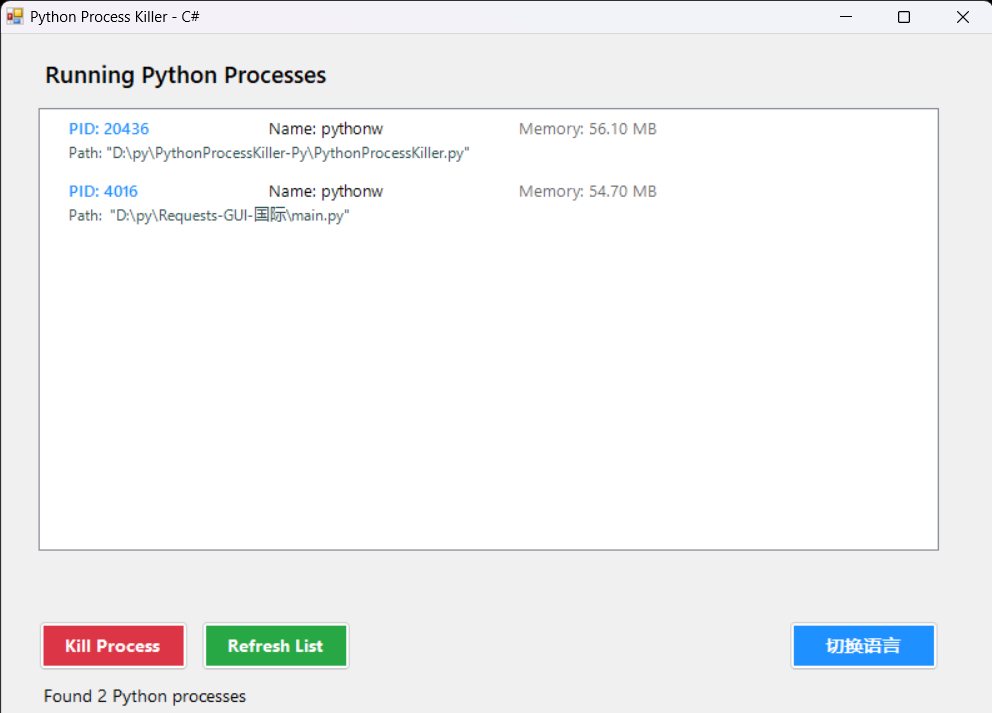 Python Process Killer - C#
Running Python Processes
PID: 20436 Name: pythonw Memory: 56.10 MB
Path: "D:\py\PythonProcessKiller-Py\PythonProcessKiller.py"
PID: 4016 Name: pythonw Memory: 54.70 MB
Path: "D:\py\Requests-GUI-国际\main.py"
Kill Process Refresh List 切换语言
Found 2 Python processes